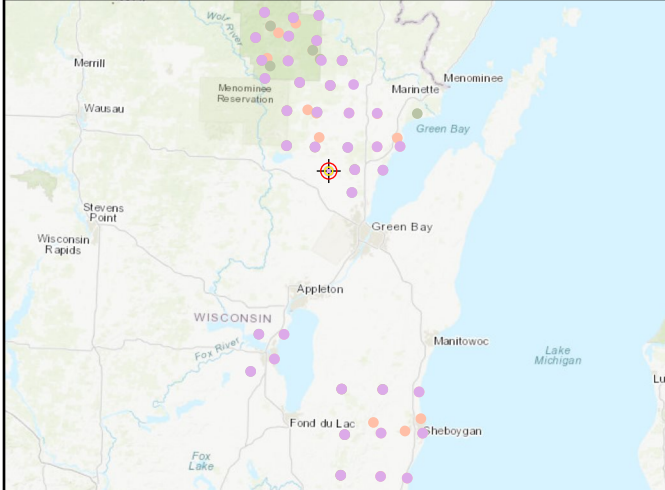 Wolf
River
Merrill
Menominee
Menominee
Reservation
Marinette
Wausau
Green Bay
Stevens
Point
Wisconsin
Rapids
Green Bay
Appleton
WISCONSIN
Fox River
Manitowoc
Lake
Michigan
Lu
Fond du Lac
Sheboygan
Fox
Lake